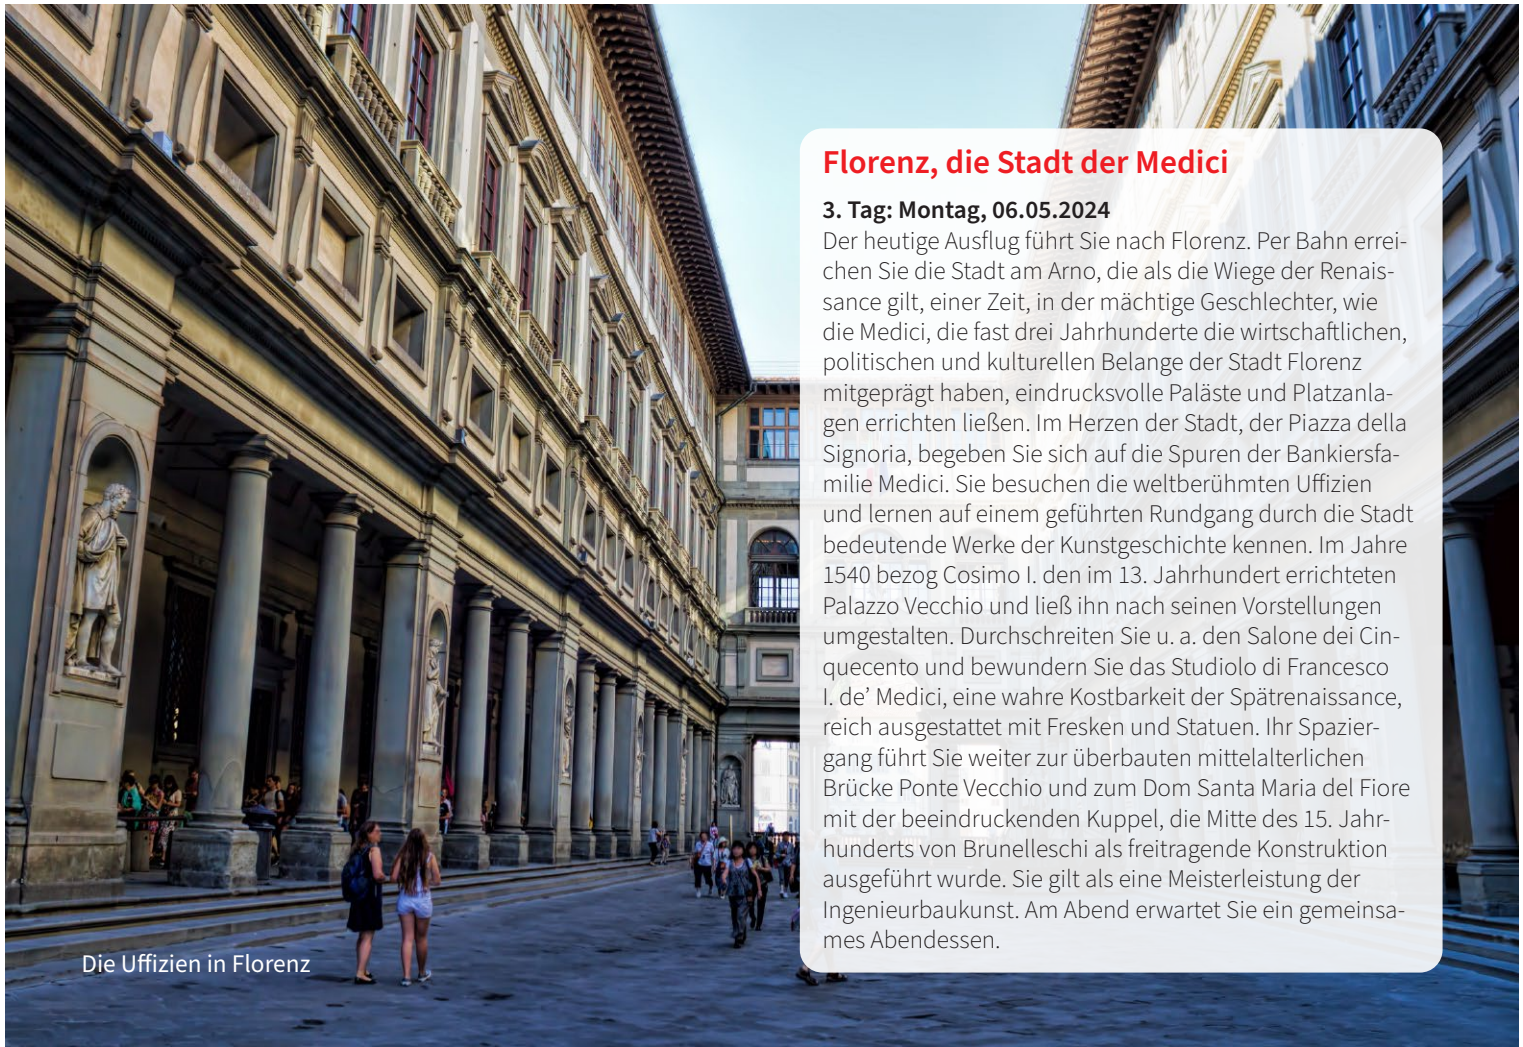 Florenz, die Stadt der Medici
3. Tag: Montag, 06.05.2024
Der heutige Ausflug führt Sie nach Florenz. Per Bahn errei-
chen Sie die Stadt am Arno, die als die Wiege der Renais-
sance gilt, einer Zeit, in der mächtige Geschlechter, wie
die Medici, die fast drei Jahrhunderte die wirtschaftlichen,
politischen und kulturellen Belange der Stadt Florenz
mitgeprägt haben, eindrucksvolle Paläste und Platzanla-
gen errichten ließen. Im Herzen der Stadt, der Piazza della
Signoria, begeben Sie sich auf die Spuren der Bankiersfa-
milie Medici. Sie besuchen die weltberühmten Uffizien
und lernen auf einem geführten Rundgang durch die Stadt
bedeutende Werke der Kunstgeschichte kennen. Im Jahre
1540 bezog Cosimo I. den im 13. Jahrhundert errichteten
Palazzo Vecchio und ließ ihn nach seinen Vorstellungen
umgestalten. Durchschreiten Sie u. a. den Salone dei Cin-
quecento und bewundern Sie das Studiolo di Francesco
I. de’ Medici, eine wahre Kostbarkeit der Spätrenaissance,
reich ausgestattet mit Fresken und Statuen. Ihr Spazier-
gang führt Sie weiter zur überbauten mittelalterlichen
Brücke Ponte Vecchio und zum Dom Santa Maria del Fiore
mit der beeindruckenden Kuppel, die Mitte des 15. Jahr-
hunderts von Brunelleschi als freitragende Konstruktion
ausgeführt wurde. Sie gilt als eine Meisterleistung der
Ingenieurbaukunst. Am Abend erwartet Sie ein gemeinsa-
mes Abendessen.
Die Uffizien in Florenz